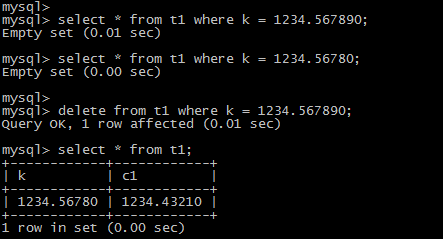 mysql>
mysql> select * from t1 where k = 1234.567890;
Empty set (0.01 sec)
mysql> select * from t1 where k = 1234.56780;
Empty set (0.00 sec)
mysql>
mysql> delete from t1 where k = 1234.567890;
Query OK, 1 row affected (0.01 sec)
mysql> select * from t1;
+------------+------------+
| k          | c1         |
+------------+------------+
| 1234.56780 | 1234.43210 |
+------------+------------+
1 row in set (0.00 sec)